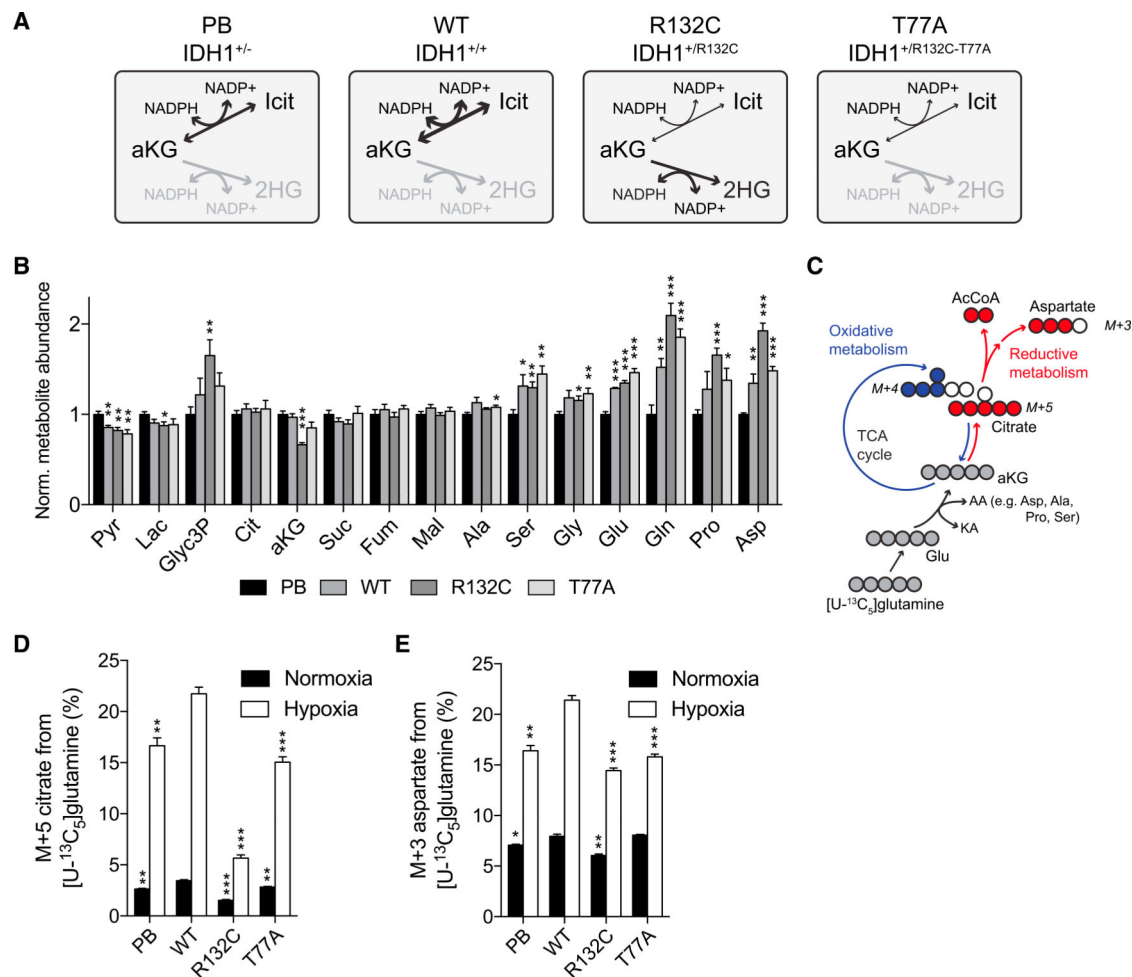 A
PB WT R132C T77A
IDH1+/- IDH1+/+ IDH1+/R132C IDH1+/R132C-T77A
NADP+ NADP+ NADP+ NADP+
NADPH Icit NADPH Icit NADPH Icit NADPH Icit
aKG aKG aKG aKG
NADPH 2HG NADPH 2HG NADPH 2HG NADPH 2HG
NADP+ NADP+ NADP+ NADP+
B
Norm. metabolite abundance
2
1
0
** ** ** * ** *** * * ** ** * ** *** *** *** ** *** *** *** * ** *** ***
Pyr Lac Glyc3P Cit aKG Suc Fum Mal Ala Ser Gly Glu Gln Pro Asp
PB WT R132C T77A
C
AcCoA
Aspartate
M+3
Oxidative
metabolism
Reductive
metabolism
M+4
M+5
Citrate
TCA
cycle
aKG
AA (e.g. Asp, Ala,
Pro, Ser)
KA
Glu
[U-13C5]glutamine
D
M+5 citrate from
[U-13C5]glutamine (%)
25
20
15
10
5
0
Normoxia
Hypoxia
** ** *** *** ** ***
PB WT R132C T77A
E
M+3 aspartate from
[U-13C5]glutamine (%)
25
20
15
10
5
0
Normoxia
Hypoxia
* ** ** *** ***
PB WT R132C T77A